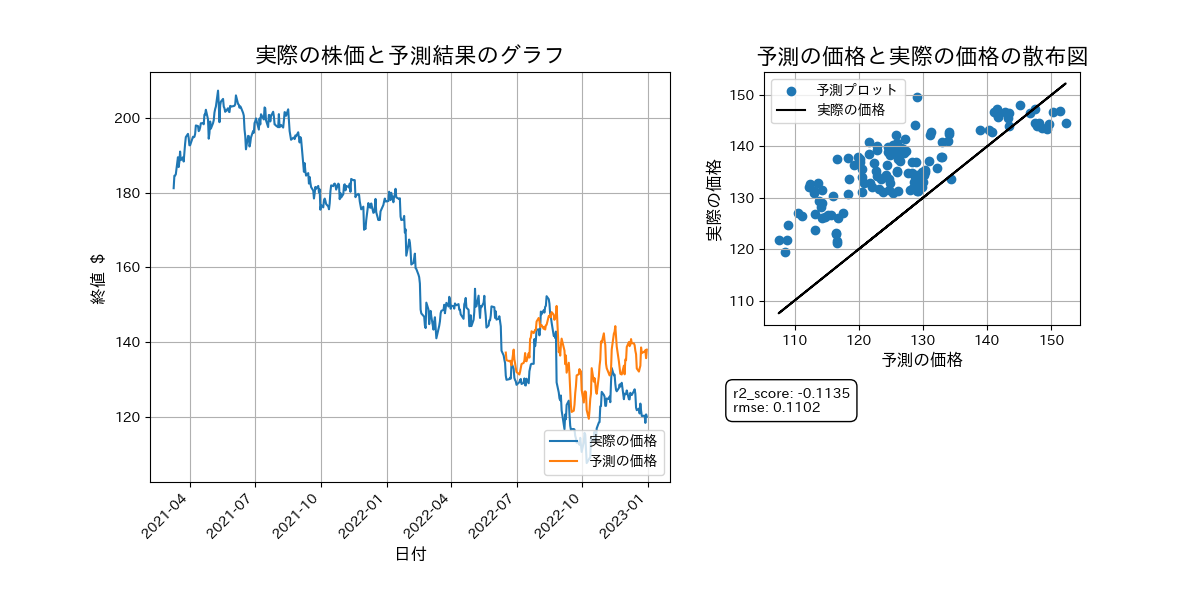 実際の株価と予測結果のグラフ
終値 $
200
180
160
140
120
2021-04
2021-07
2021-10
2022-01
2022-04
2022-07
2022-10
2023-01
日付
実際の価格
予測の価格
予測の価格と実際の価格の散布図
実際の価格
150
140
130
120
110
110
120
130
140
150
予測の価格
予測プロット
実際の価格
r2_score: -0.1135
rmse: 0.1102